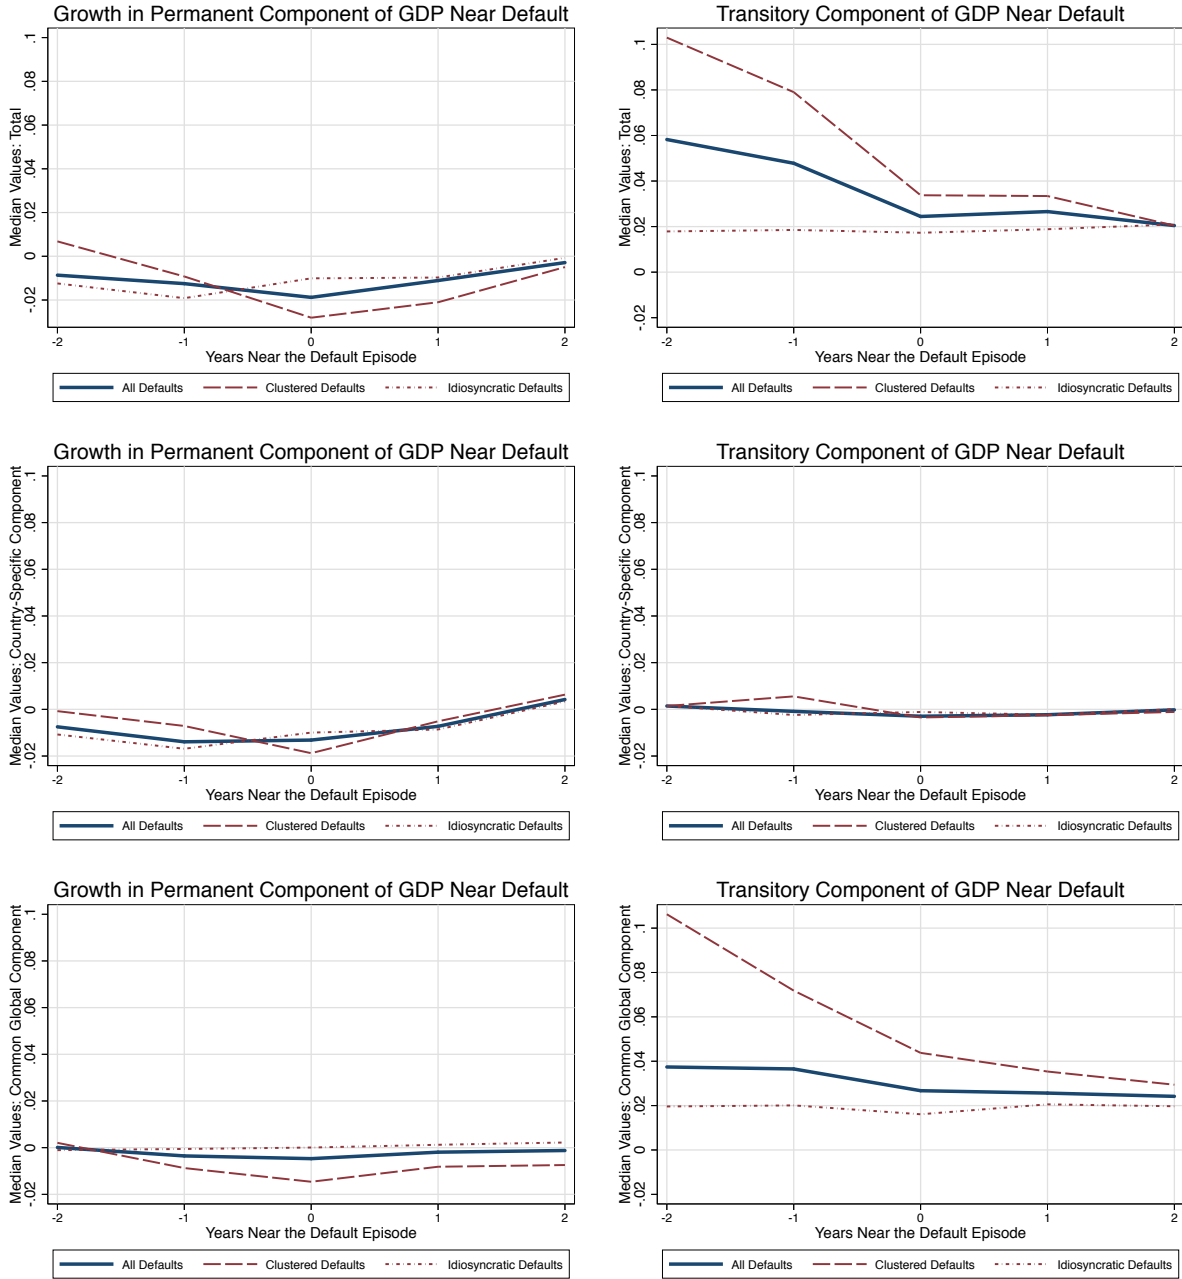 Growth in Permanent Component of GDP Near Default
Median Values: Total
.1
.08
.06
.04
.02
0
-.02
-2
-1
0
1
2
Years Near the Default Episode
All Defaults
Clustered Defaults
Idiosyncratic Defaults
Transitory Component of GDP Near Default
Median Values: Total
.1
.08
.06
.04
.02
0
-.02
-2
-1
0
1
2
Years Near the Default Episode
All Defaults
Clustered Defaults
Idiosyncratic Defaults
Growth in Permanent Component of GDP Near Default
Median Values: Country-Specific Component
.1
.08
.06
.04
.02
0
-.02
-2
-1
0
1
2
Years Near the Default Episode
All Defaults
Clustered Defaults
Idiosyncratic Defaults
Transitory Component of GDP Near Default
Median Values: Country-Specific Component
.1
.08
.06
.04
.02
0
-.02
-2
-1
0
1
2
Years Near the Default Episode
All Defaults
Clustered Defaults
Idiosyncratic Defaults
Growth in Permanent Component of GDP Near Default
Median Values: Common Global Component
.1
.08
.06
.04
.02
0
-.02
-2
-1
0
1
2
Years Near the Default Episode
All Defaults
Clustered Defaults
Idiosyncratic Defaults
Transitory Component of GDP Near Default
Median Values: Common Global Component
.1
.08
.06
.04
.02
0
-.02
-2
-1
0
1
2
Years Near the Default Episode
All Defaults
Clustered Defaults
Idiosyncratic Defaults